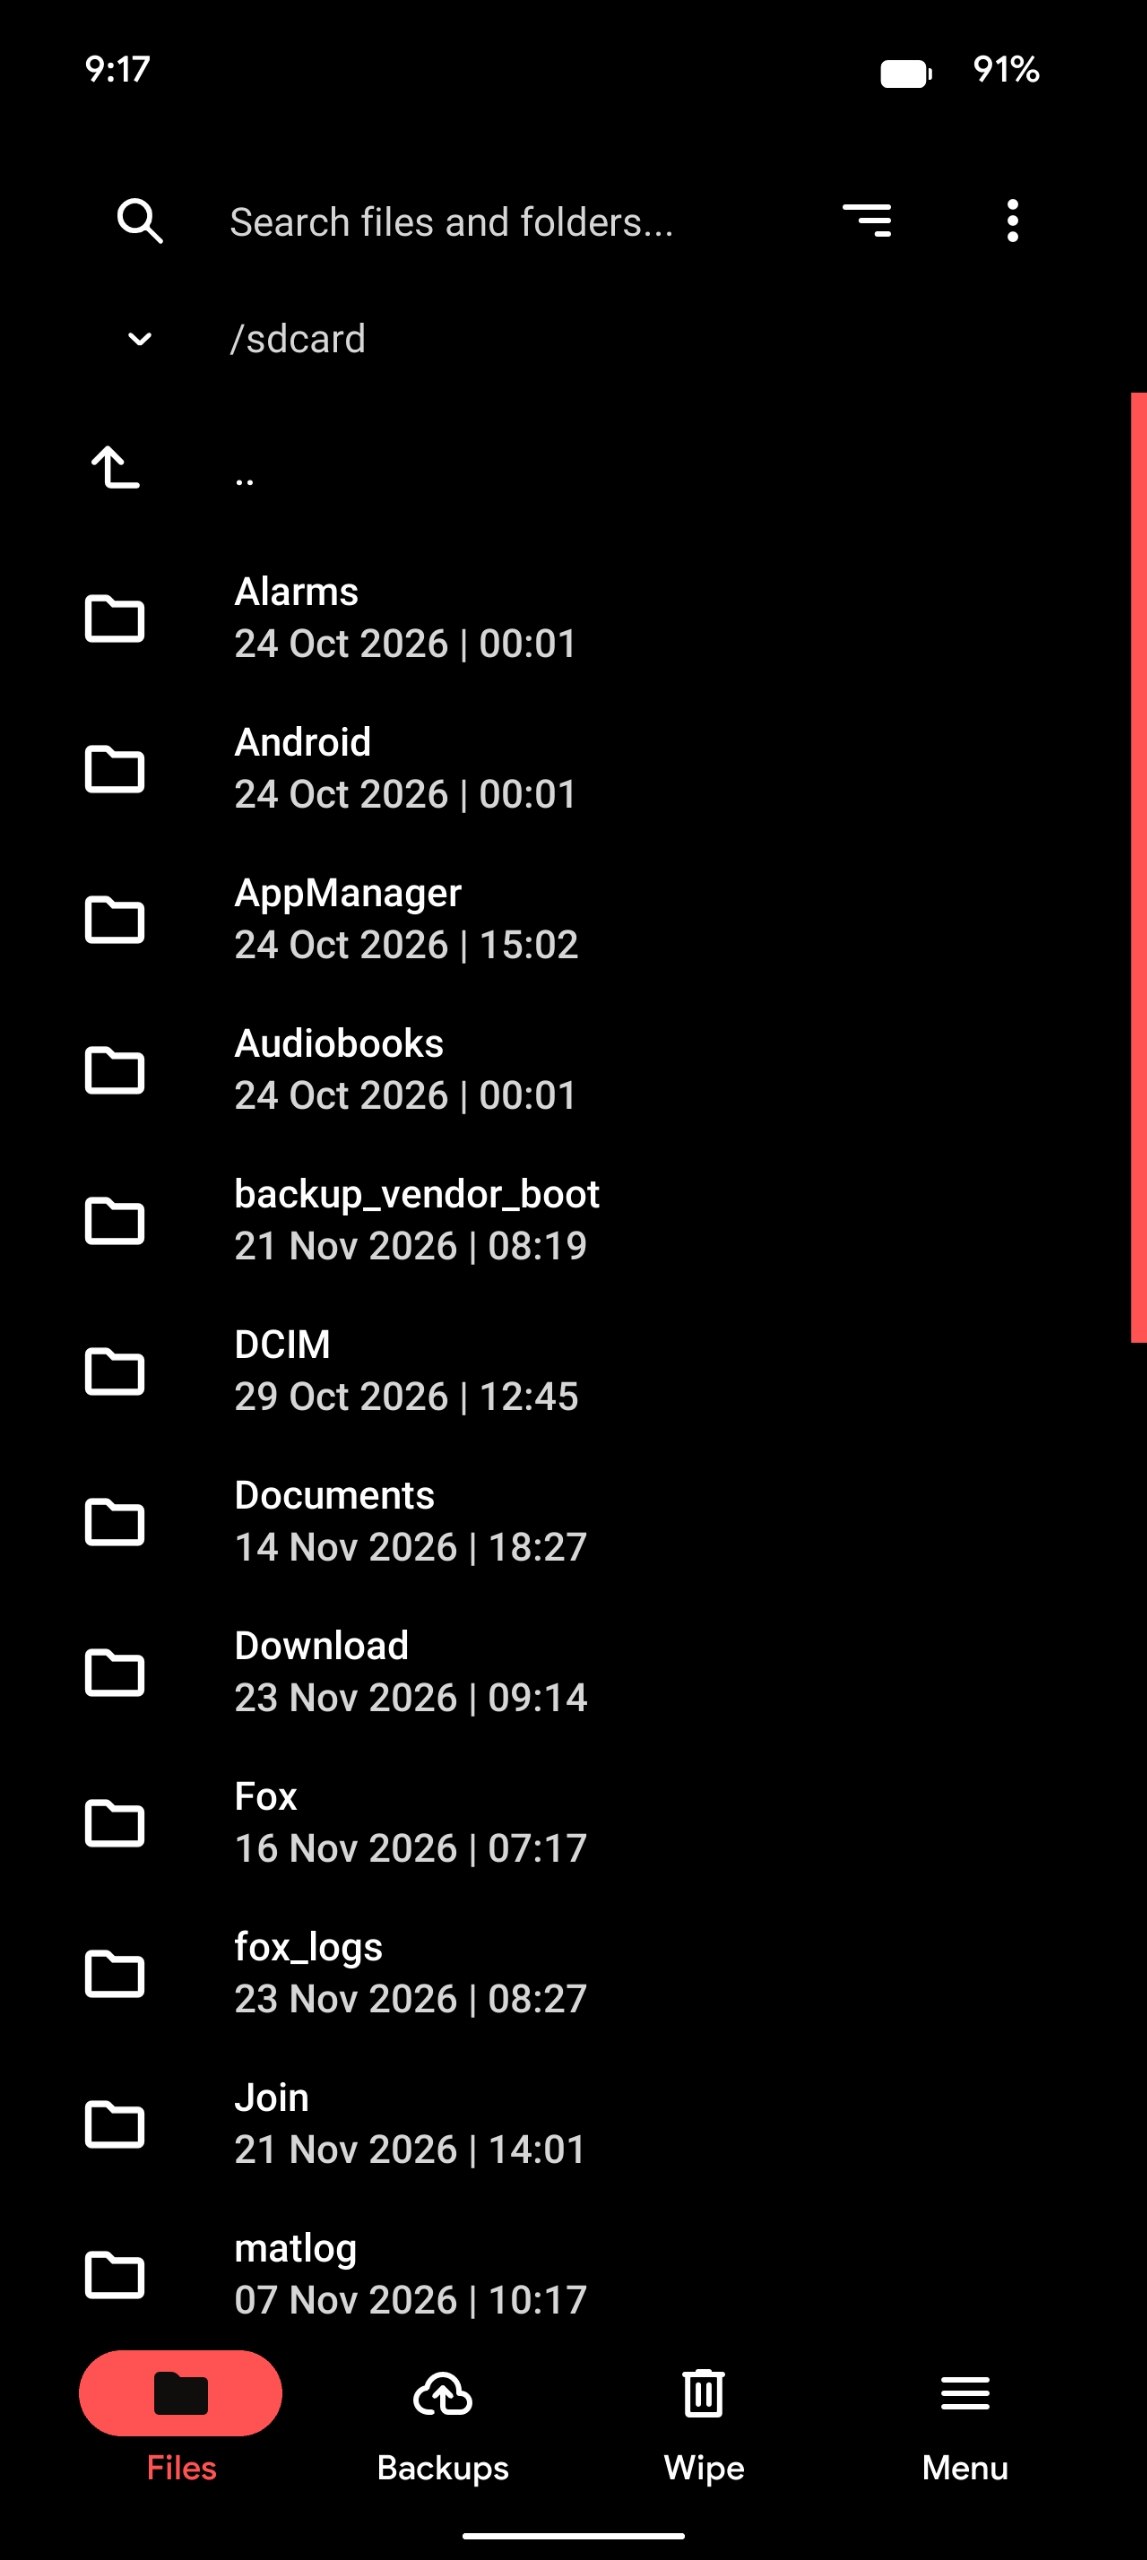 9:17
91%
Search files and folders...
/sdcard
..
Alarms
24 Oct 2026 | 00:01
Android
24 Oct 2026 | 00:01
AppManager
24 Oct 2026 | 15:02
Audiobooks
24 Oct 2026 | 00:01
backup_vendor_boot
21 Nov 2026 | 08:19
DCIM
29 Oct 2026 | 12:45
Documents
14 Nov 2026 | 18:27
Download
23 Nov 2026 | 09:14
Fox
16 Nov 2026 | 07:17
fox_logs
23 Nov 2026 | 08:27
Join
21 Nov 2026 | 14:01
matlog
07 Nov 2026 | 10:17
Files
Backups
Wipe
Menu